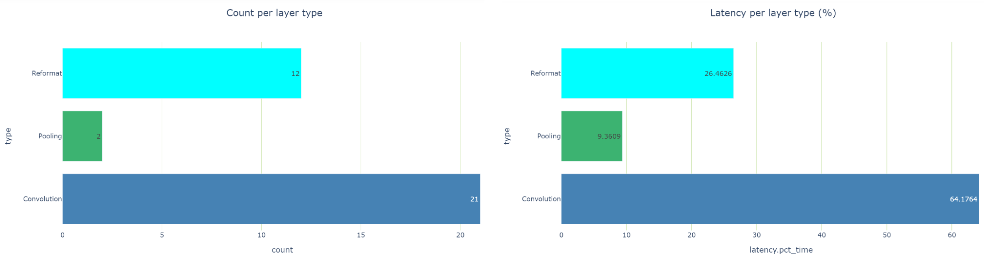 Count per layer type
type
Reformat
12
Pooling
2
Convolution
21
0 5 10 15 20
count
Latency per layer type (%)
type
Reformat
26.4626
Pooling
9.3609
Convolution
64.1764
0 10 20 30 40 50 60
latency.pct_time